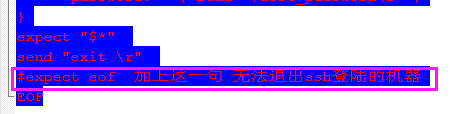 }
expect "$*"
send "exit \r"
#expect eof 加上这一句 无法退出ssh登陆的机器
EOF